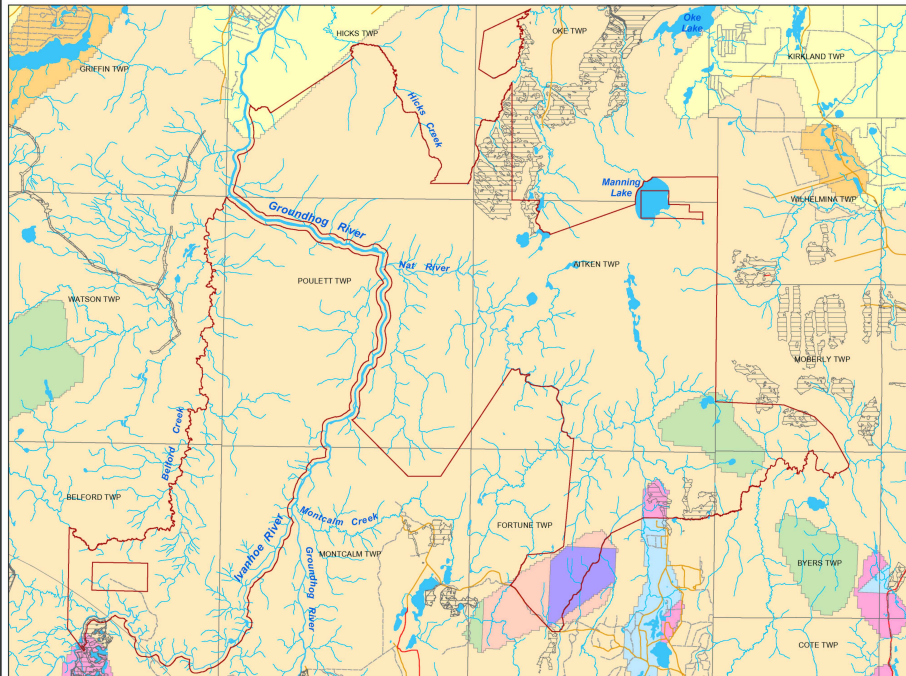 HICKS TWP
OKE TWP
Oke
Lake
KIRKLAND TWP
GRIFFIN TWP
Hicks Creek
Manning
Lake
WILHELMINA TWP
Groundhog River
Nat River
AITKEN TWP
POULETT TWP
WATSON TWP
MOBERLY TWP
Belford Creek
BELFORD TWP
Montcalm Creek
FORTUNE TWP
Ivanhoe River
MONTCALM TWP
Groundhog River
BYERS TWP
COTE TWP